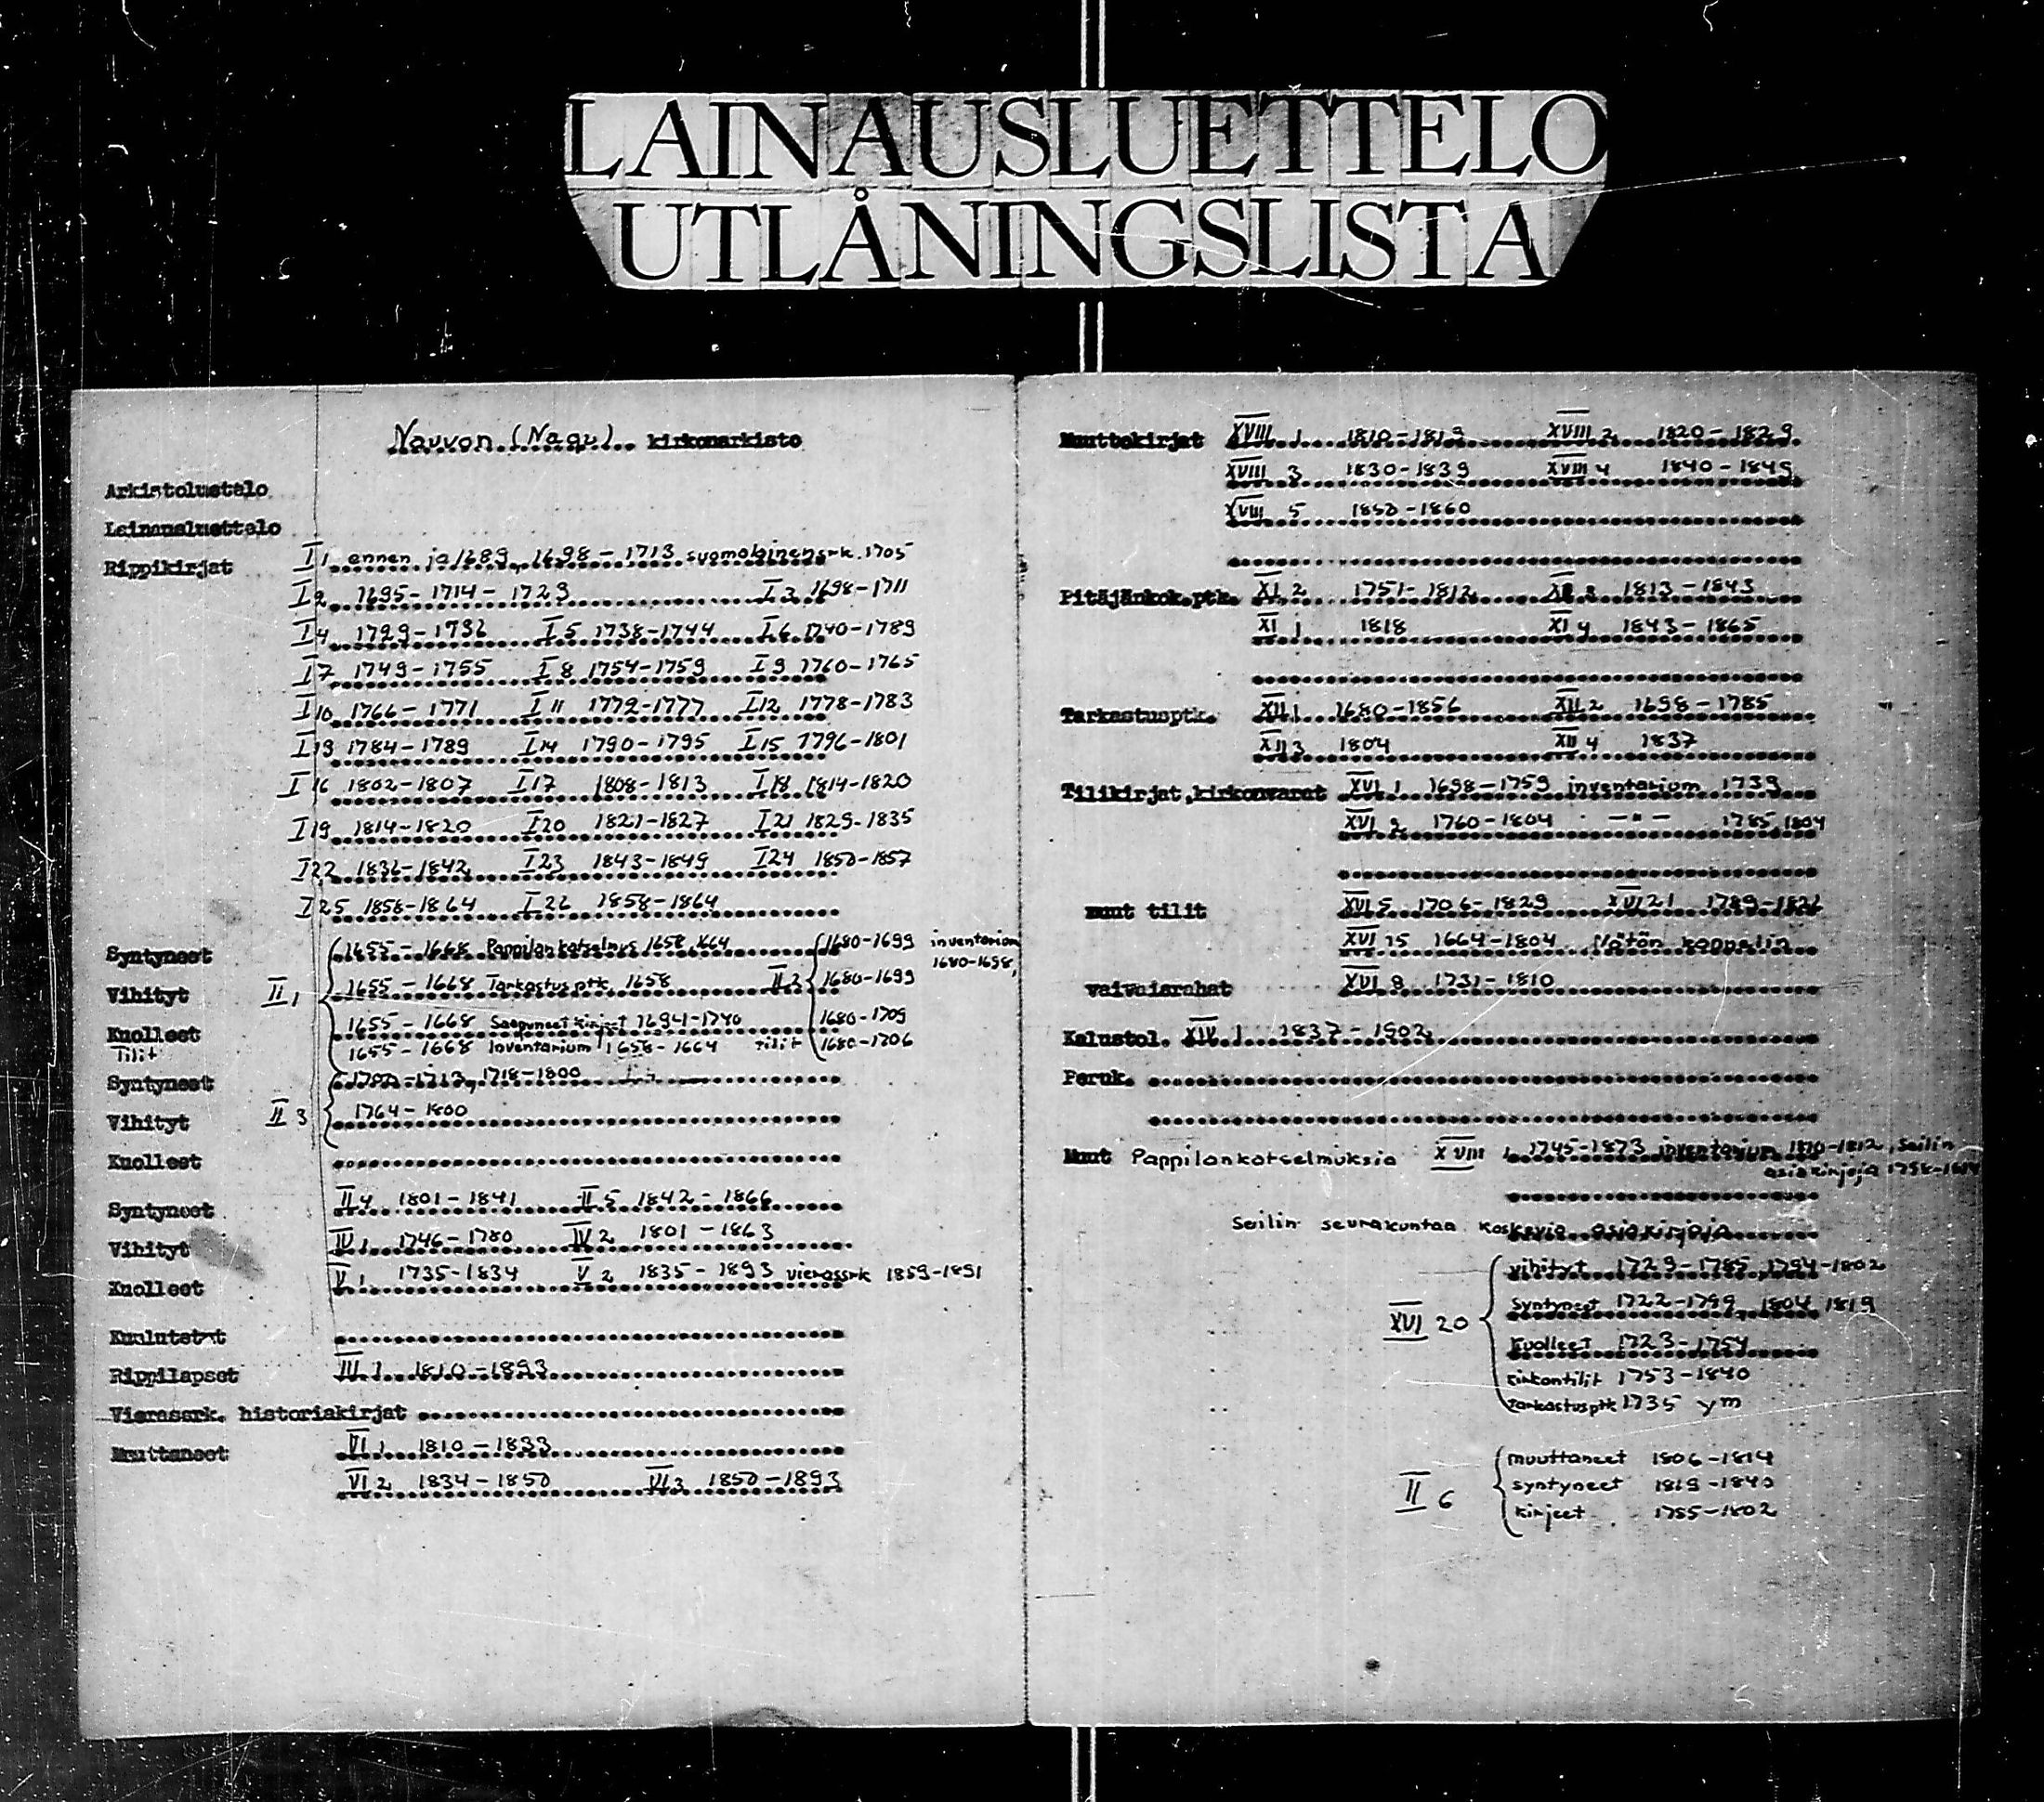 LAINAUSLUETTELO
UTLÅNINGSLISTA
Nauvon (Nagu) kirkonarkisto
Arkistoluettelo
Lainausluettelo
Rippikirjat I 1 ennen ja 1689, 1698-1713 suomalainensrk. 1705
I 2 1695-1714-1729 I 3 1698-1711
I 4 1729-1736 I 5 1738-1744 I 6 1740-1789
I 7 1749-1755 I 8 1754-1759 I 9 1760-1765
I 10 1766-1771 I 11 1772-1777 I 12 1778-1783
I 13 1784-1789 I 14 1790-1795 I 15 1796-1801
I 16 1802-1807 I 17 1808-1813 I 18 1814-1820
I 19 1814-1820 I 20 1821-1827 I 21 1829-1835
I 22 1836-1842 I 23 1843-1849 I 24 1850-1857
I 25 1858-1864 I 26 1858-1864
Syntyneet 1655-1668 Pappilankatselmus 1658, 1664 1680-1699 inventarium
1680-1698,
Vihityt II 1 1655-1668 Tarkastusptk. 1658 II 2 1680-1699
Kuolleet 1655-1668 Saapuneet kirjeet 1694-1740 1680-1709
Tilit 1655-1668 Inventarium 1658-1664 tilit 1680-1706
Syntyneet 1700-1713, 1718-1800
Vihityt II 3 1764-1800
Kuolleet
Syntyneet II 4 1801-1841 II 5 1842-1866
Vihityt IV 1 1746-1780 IV 2 1801-1863
Kuolleet V 1 1735-1834 V 2 1835-1893 vierassrk 1859-1891
Kuulutetut
Rippilapset III 1 1810-1893
Vierassrk. historiakirjat
Muuttaneet VI 1 1810-1833
VI 2 1834-1850 VI 3 1850-1893
Muuttokirjat XVIII 1 1810-1819 XVIII 2 1820-1829
XVIII 3 1830-1839 XVIII 4 1840-1849
XVIII 5 1850-1860
Pitäjänkok.ptk. XI 2 1751-1812 XI 3 1813-1843
XI 1 1818 XI 4 1843-1865
Tarkastusptk. XII 1 1680-1856 XII 2 1698-1785
XII 3 1804 XII 4 1837
Tilikirjat,kirkonvarat XVI 1 1698-1759 inventarium 1739
XVI 2 1760-1804 -"- 1785, 1804
muut tilit XVI 5 1706-1829 XVI 21 1789-1821
XVI 15 1664-1804 Nötön kappelin
vaivaisrahat XVI 8 1731-1810
Kalustol. XIV 1 1837-1902
Peruk.
Muut Pappilankatselmuksia XVIII 1 1745-1873 inventarium 1810-1812, Seilin
asiakirjoja 1758-1614
Seilin seurakuntaa koskevia asiakirjoja
vihityt 1729-1785, 1794-1802
syntyneet 1722-1799, 1804, 1819
XVI 20 kuolleet 1723-1754
kirkontilit 1753-1840
tarkastusptk 1735 ym
muuttaneet 1806-1814
II 6 syntyneet 1819-1840
kirjeet 1755-1802